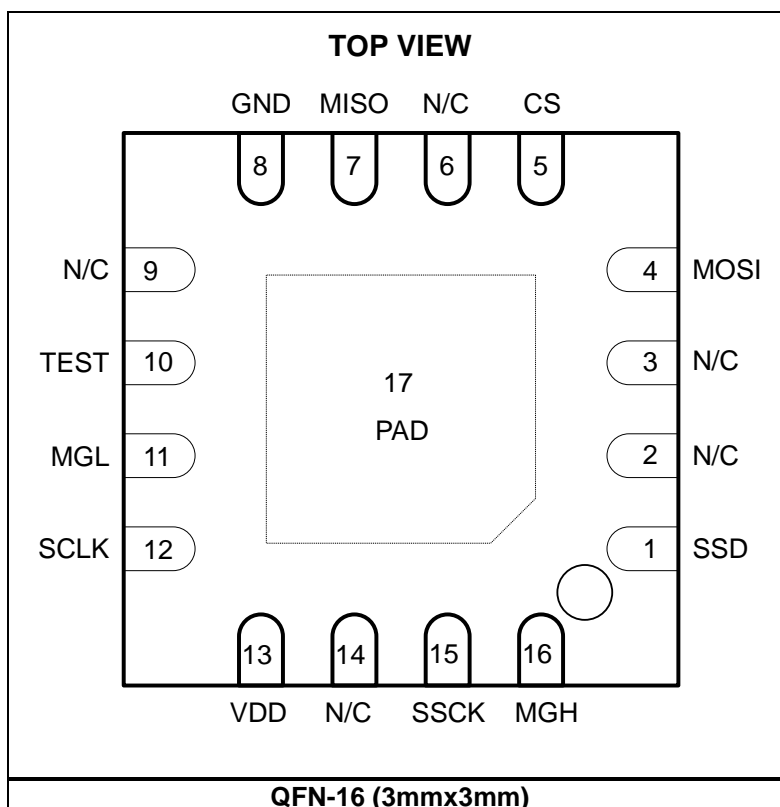 TOP VIEW
GND MISO N/C CS
8 7 6 5
N/C 9 4 MOSI
TEST 10 3 N/C
17
PAD
MGL 11 2 N/C
SCLK 12 1 SSD
13 14 15 16
VDD N/C SSCK MGH
QFN-16 (3mmx3mm)